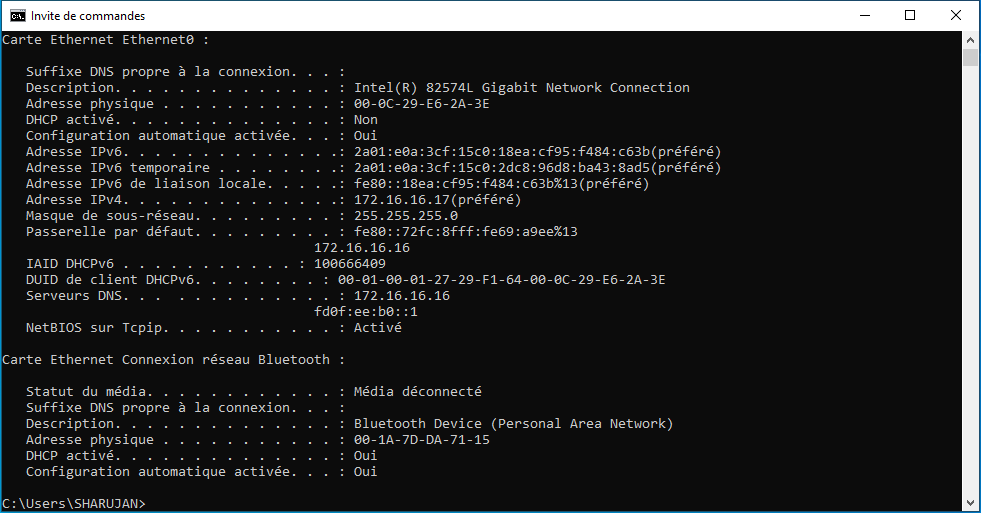 Invite de commandes
Carte Ethernet Ethernet0 :
Suffixe DNS propre à la connexion. . . :
Description. . . . . . . . . . . . . . : Intel(R) 82574L Gigabit Network Connection
Adresse physique . . . . . . . . . . . : 00-0C-29-E6-2A-3E
DHCP activé. . . . . . . . . . . . . . : Non
Configuration automatique activée. . . : Oui
Adresse IPv6. . . . . . . . . . . . . .: 2a01:e0a:3cf:15c0:18ea:cf95:f484:c63b(préféré)
Adresse IPv6 temporaire . . . . . . . .: 2a01:e0a:3cf:15c0:2dc8:96d8:ba43:8ad5(préféré)
Adresse IPv6 de liaison locale. . . . .: fe80::18ea:cf95:f484:c63b%13(préféré)
Adresse IPv4. . . . . . . . . . . . . .: 172.16.16.17(préféré)
Masque de sous-réseau. . . . . . . . . : 255.255.255.0
Passerelle par défaut. . . . . . . . . : fe80::72fc:8fff:fe69:a9ee%13
172.16.16.16
IAID DHCPv6 . . . . . . . . . . . : 100666409
DUID de client DHCPv6. . . . . . . . : 00-01-00-01-27-29-F1-64-00-0C-29-E6-2A-3E
Serveurs DNS. . . . . . . . . . . . . : 172.16.16.16
fd0f:ee:b0::1
NetBIOS sur Tcpip. . . . . . . . . . . : Activé
Carte Ethernet Connexion réseau Bluetooth :
Statut du média. . . . . . . . . . . . : Média déconnecté
Suffixe DNS propre à la connexion. . . :
Description. . . . . . . . . . . . . . : Bluetooth Device (Personal Area Network)
Adresse physique . . . . . . . . . . . : 00-1A-7D-DA-71-15
DHCP activé. . . . . . . . . . . . . . : Oui
Configuration automatique activée. . . : Oui
C:\Users\SHARUJAN>